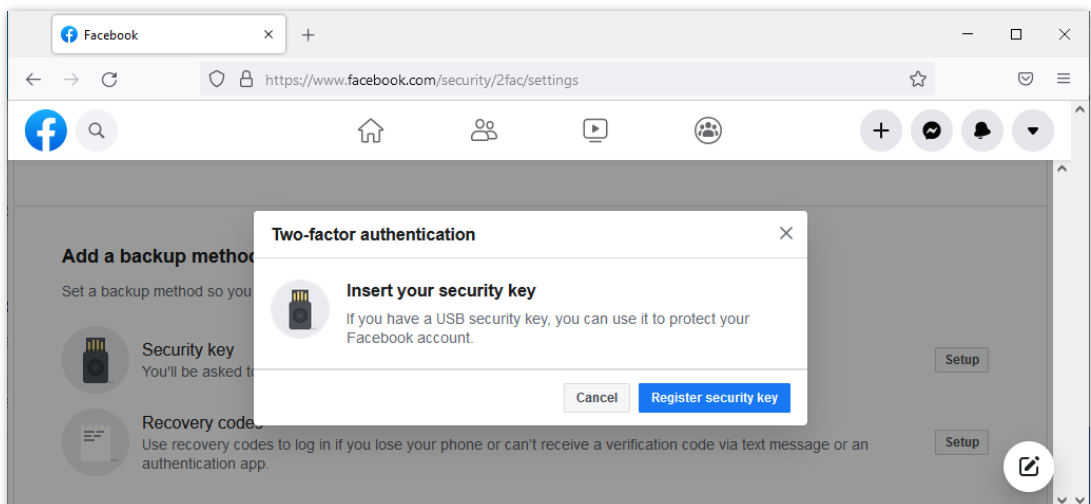 Facebook
https://www.facebook.com/security/2fac/settings
Two-factor authentication
Add a backup metho
Insert your security key
Set a backup method so you
If you have a USB security key, you can use it to protect your
Facebook account.
Security key
Setup
You'll be asked to
Cancel
Register security key
Recovery codes
Use recovery codes to log in if you lose your phone or can't receive a verification code via text message or an
authentication app.
Setup